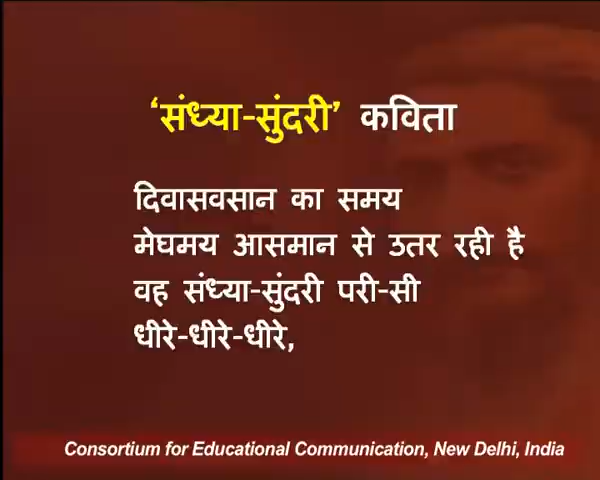 ‘संध्या-सुंदरी’ कविता
दिवासवसान का समय
मेघमय आसमान से उतर रही है
वह संध्या-सुंदरी परी-सी
धीरे-धीरे-धीरे,
Consortium for Educational Communication, New Delhi, India